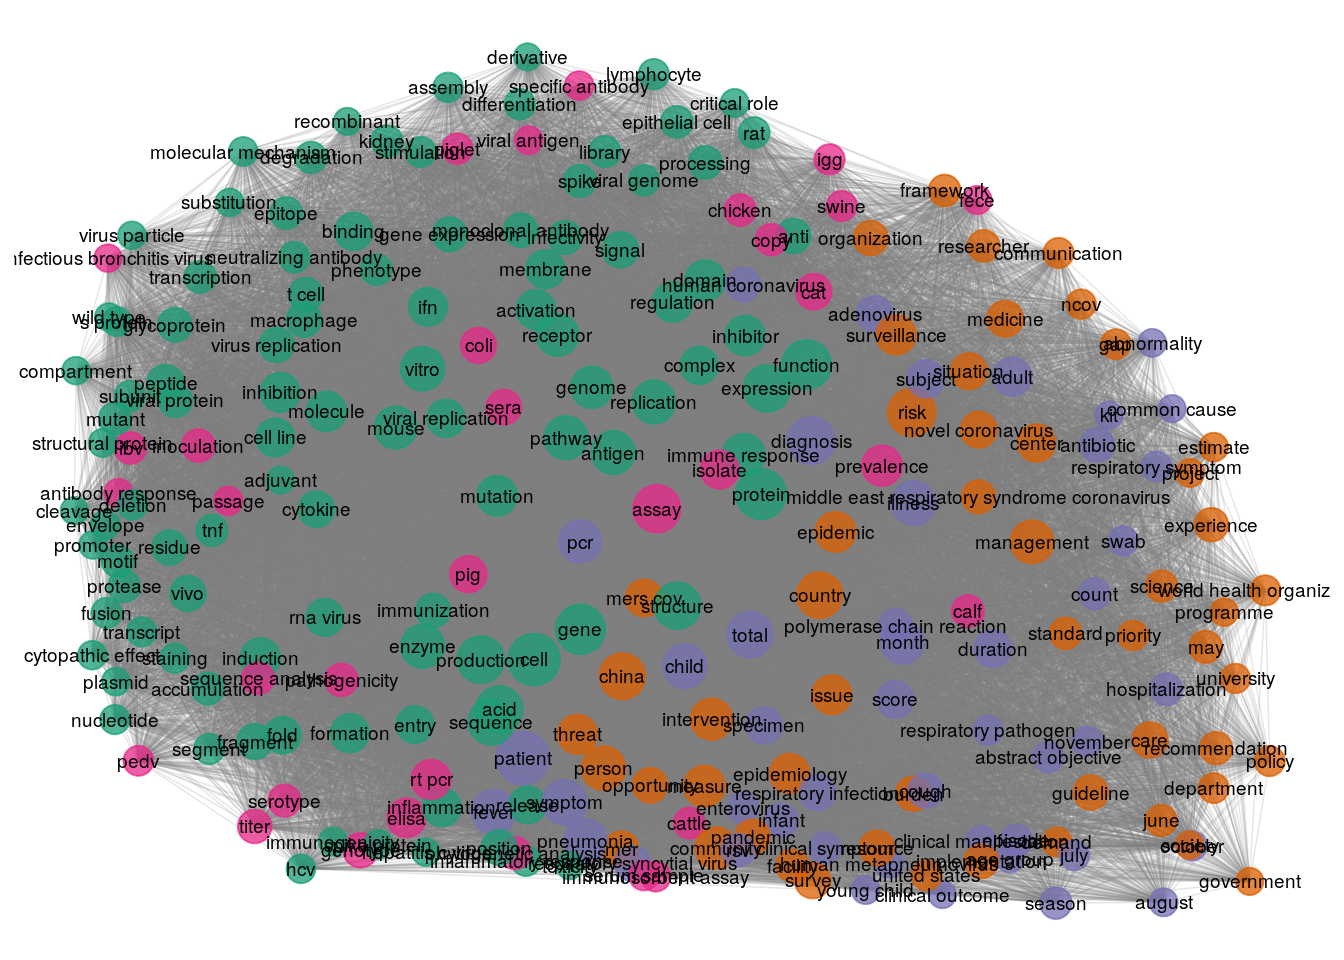 derivative
lymphocyte
assembly
specific antibody
differentiation
critical role
recombinant
epithelial cell
rat
kidney
viral antigen
molecular mechanism
degradation
stimulation
piglet
library
processing
igg
spike
viral genome
framework
fece
substitution
epitope
chicken
swine
virus particle
binding
gene expression
monoclonal antibody
infectivity
signal
copy
anti
organization
researcher
communication
nfectious bronchitis virus
neutralizing antibody
transcription
phenotype
membrane
domain
human coronavirus
t cell
ifn
regulation
cat
ncov
wild type
s protein
glycoprotein
macrophage
activation
adenovirus
medicine
virus replication
coli
receptor
inhibitor
surveillance
gap
abnormality
compartment
vitro
complex
function
situation
peptide
subunit
viral protein
inhibition
genome
expression
subject
adult
mutant
molecule
sera
replication
risk
kit
common cause
structural protein
ibv
inoculation
cell line
mouse
viral replication
pathway
antigen
diagnosis
novel coronavirus
center
antibiotic
estimate
immune response
isolate
prevalence
respiratory symptom
project
adjuvant
antibody response
deletion
passage
mutation
protein
middle east respiratory syndrome coronavirus
cleavage
cytokine
assay
illness
envelope
tnf
experience
promoter
residue
pcr
epidemic
management
swab
motif
pig
protease
vivo
mers cov
structure
country
count
science
world health organiz
fusion
rna virus
immunization
calf
programme
transcript
gene
total
polymerase chain reaction
month
standard
priority
may
cytopathic effect
staining
induction
enzyme
production
cell
child
duration
plasmid
accumulation
sequence analysis
pathogenicity
china
issue
score
hospitalization
university
nucleotide
acid
sequence
entry
intervention
specimen
segment
fragment
fold
formation
threat
respiratory pathogen
november
care
recommendation
pedv
patient
person
abstract objective
policy
rt pcr
opportunity
measure
epidemiology
respiratory infection
burden
cough
guideline
department
serotype
inflammation
release
symptom
fever
enterovirus
titer
elisa
cattle
infant
june
pneumonia
mer
community
pandemic
rsv
clinical symptom
facility
human metapneumovirus
age group
july
society
hcv
united states
survey
young child
clinical outcome
season
august
government